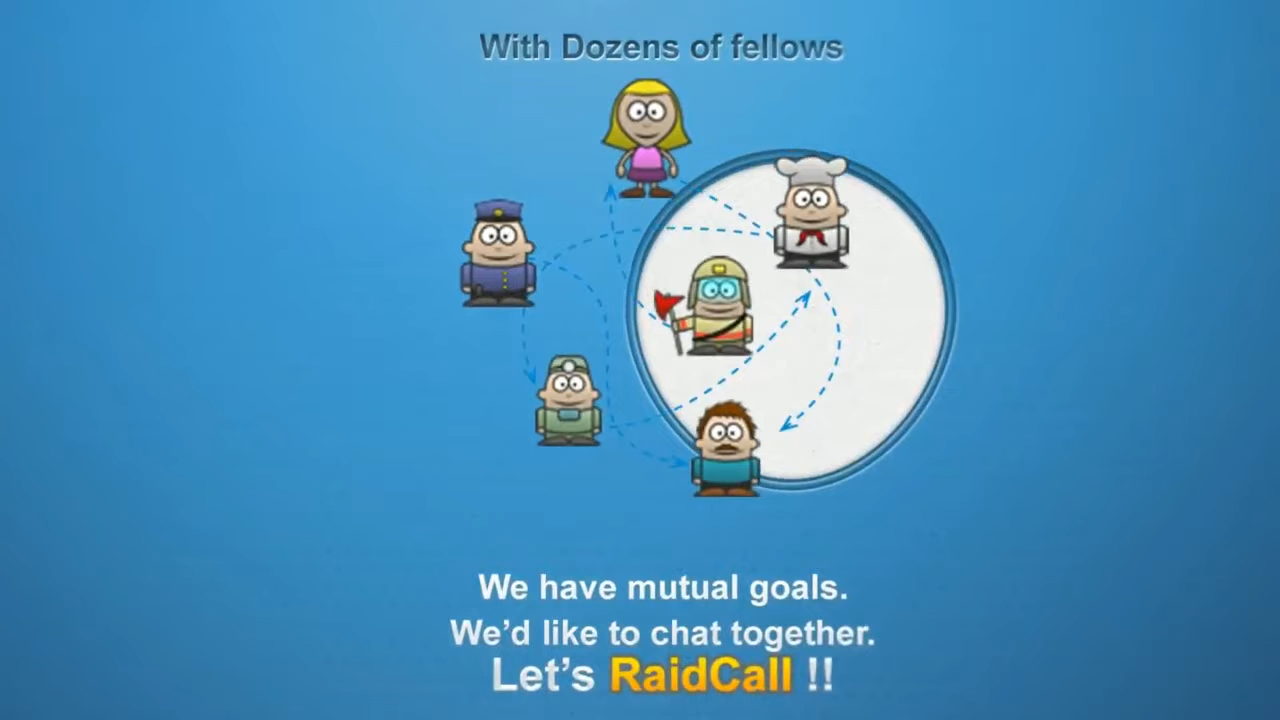 With Dozens of fellows
We have mutual goals.
We'd like to chat together.
Let's RaidCall !!